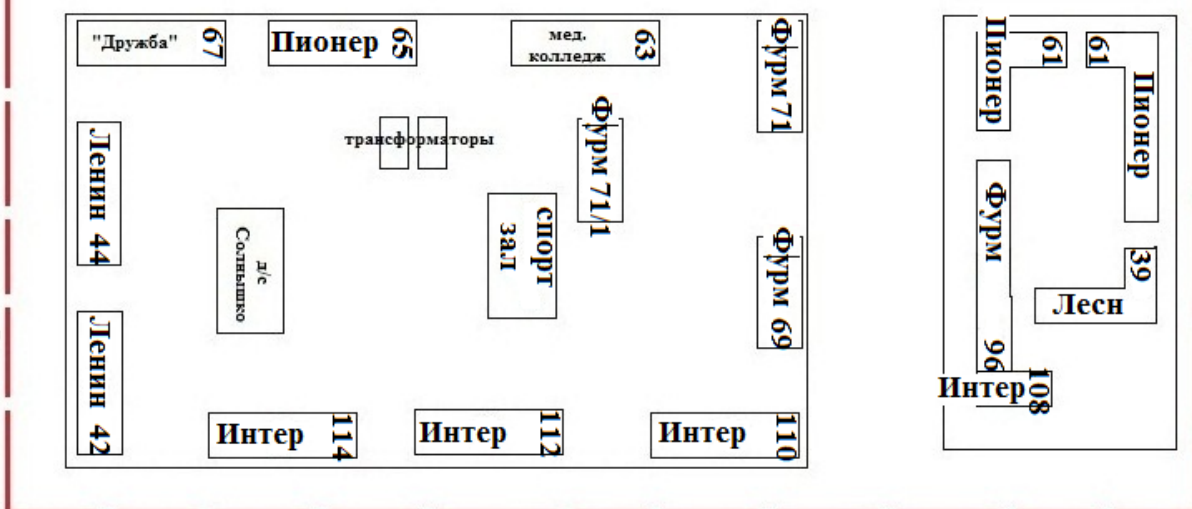 "Дружба" 67
Пионер 65
мед.
колледж 63
Фурм 71
Пионер 61
61 Пионер
трансформаторы
Фурм 71/1
Ленин 44
д/с
Солнышко
спорт
зал
Фурм 69
Фурм 96
39
Лесн
Ленин 42
Интер 114
Интер 112
Интер 110
Интер 108